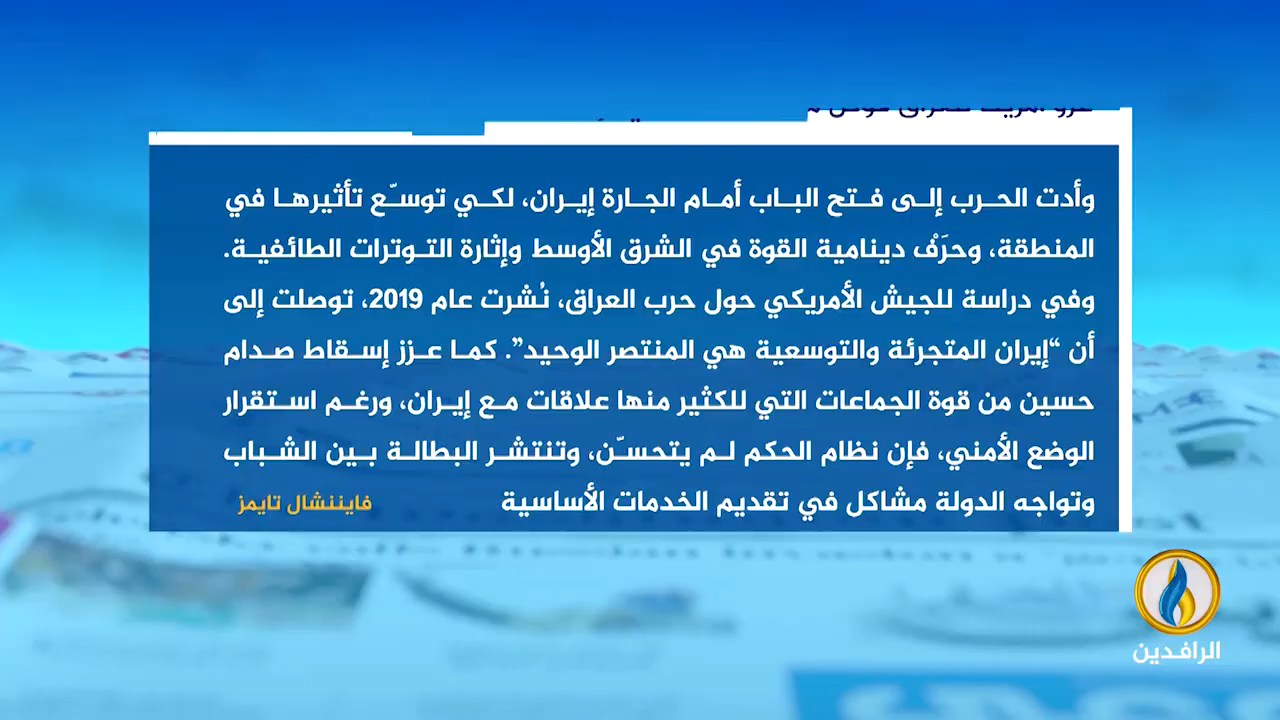 وأدت الحرب إلى فتح الباب أمام الجارة إيران، لكي توسّع تأثيرها في
المنطقة، وحرَفْ دينامية القوة في الشرق الأوسط وإثارة التوترات الطائفية.
وفي دراسة للجيش الأمريكي حول حرب العراق، نُشرت عام 2019، توصلت إلى
أن “إيران المتجرئة والتوسعية هي المنتصر الوحيد”. كما عزز إسقاط صدام
حسين من قوة الجماعات التي للكثير منها علاقات مع إيران، ورغم استقرار
الوضع الأمني، فإن نظام الحكم لم يتحسّن، وتنتشر البطالة بين الشباب
وتواجه الدولة مشاكل في تقديم الخدمات الأساسية
فايننشال تايمز
الرافدين